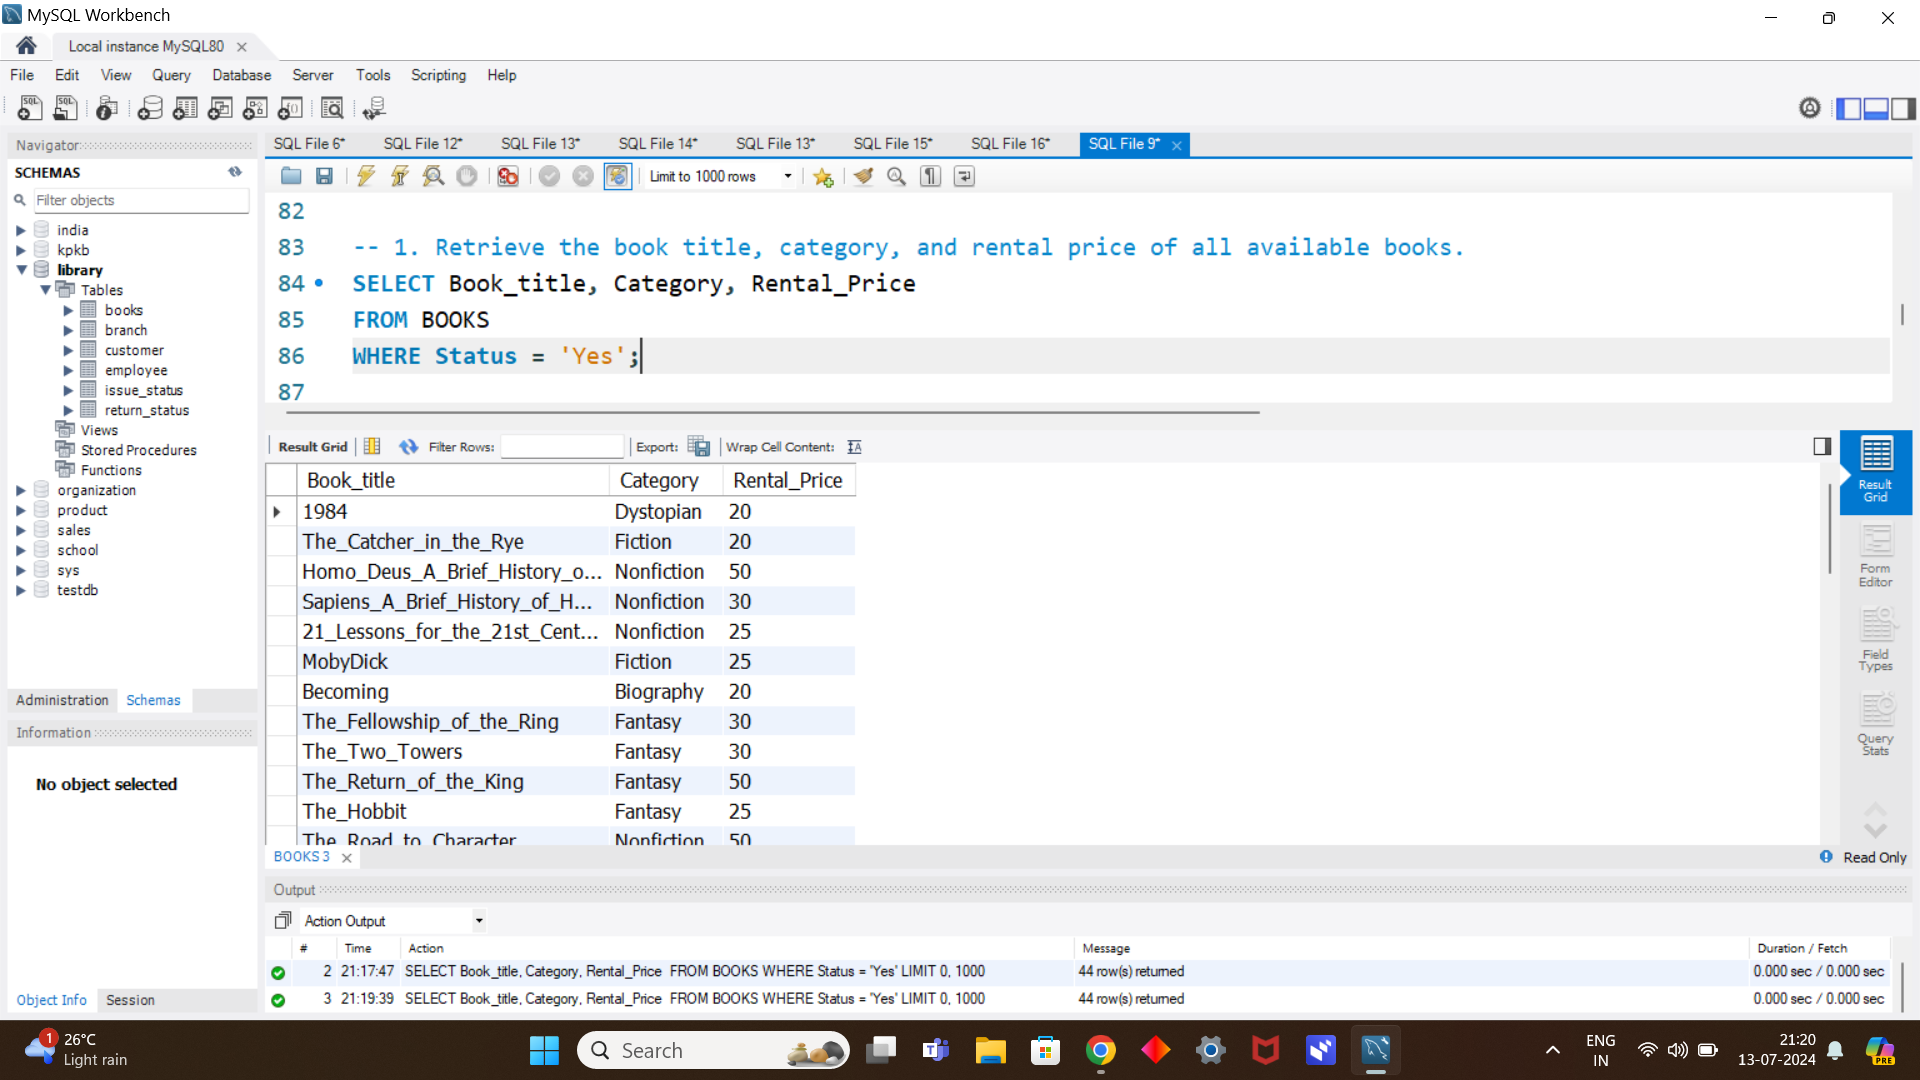 MySQL Workbench
Local instance MySQL80
File Edit View Query Database Server Tools Scripting Help
Navigator
SCHEMAS
Filter objects
india
kpkb
library
Tables
books
branch
customer
employee
issue_status
return_status
Views
Stored Procedures
Functions
organization
product
sales
school
sys
testdb
Administration Schemas
Information
No object selected
Object Info Session
SQL File 6* SQL File 12* SQL File 13* SQL File 14* SQL File 13* SQL File 15* SQL File 16* SQL File 9*
Limit to 1000 rows
82
83 -- 1. Retrieve the book title, category, and rental price of all available books.
84 SELECT Book_title, Category, Rental_Price
85 FROM BOOKS
86 WHERE Status = 'Yes';
87
Result Grid Filter Rows: Export: Wrap Cell Content:
Book_title Category Rental_Price
1984 Dystopian 20
The_Catcher_in_the_Rye Fiction 20
Homo_Deus_A_Brief_History_o... Nonfiction 50
Sapiens_A_Brief_History_of_H... Nonfiction 30
21_Lessons_for_the_21st_Cent... Nonfiction 25
MobyDick Fiction 25
Becoming Biography 20
The_Fellowship_of_the_Ring Fantasy 30
The_Two_Towers Fantasy 30
The_Return_of_the_King Fantasy 50
The_Hobbit Fantasy 25
The_Road_to_Character Nonfiction 50
Result
Grid
Form
Editor
Field
Types
Query
Stats
BOOKS 3
Read Only
Output
Action Output
# Time Action Message Duration / Fetch
2 21:17:47 SELECT Book_title, Category, Rental_Price FROM BOOKS WHERE Status = 'Yes' LIMIT 0, 1000 44 row(s) returned 0.000 sec / 0.000 sec
3 21:19:39 SELECT Book_title, Category, Rental_Price FROM BOOKS WHERE Status = 'Yes' LIMIT 0, 1000 44 row(s) returned 0.000 sec / 0.000 sec
1
26°C
Light rain
Search
ENG
IN
21:20
13-07-2024
PRE